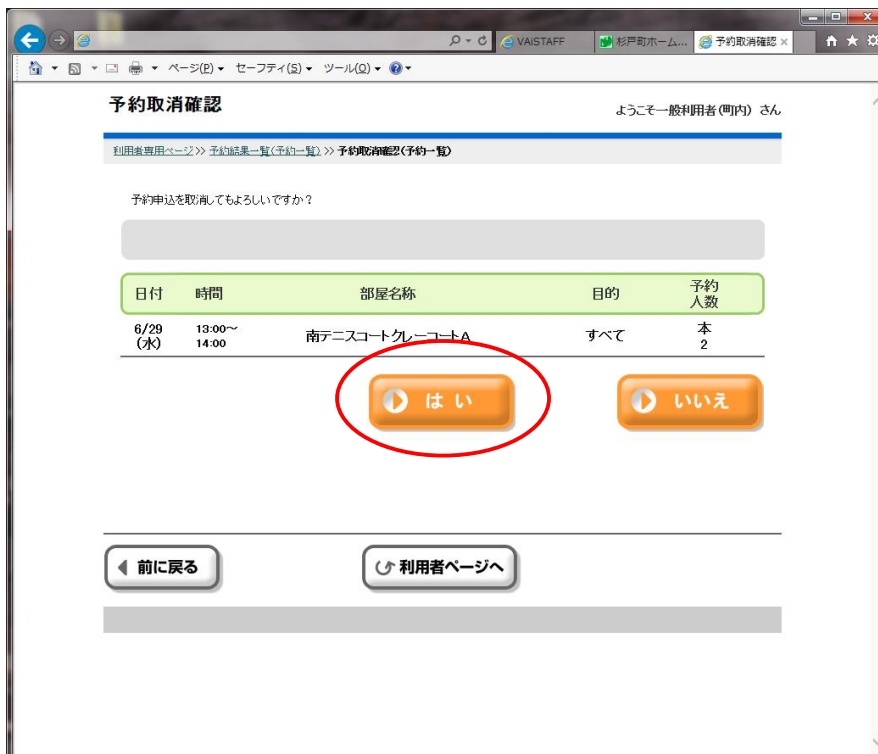 VAISTAFF 杉戸町ホーム... 予約取消確認 ×
ページ(P) セーフティ(S) ツール(O)
予約取消確認
ようこそ一般利用者(町内) さん
利用者専用ページ>> 予約結果一覧(予約一覧) >> 予約取消確認(予約一覧)
予約申込を取消してもよろしいですか？
日付 時間 部屋名称 目的 予約人数
6/29 13:00～ 南テニスコートクレーコートA すべて 本
(水) 14:00 2
はい いいえ
前に戻る 利用者ページへ